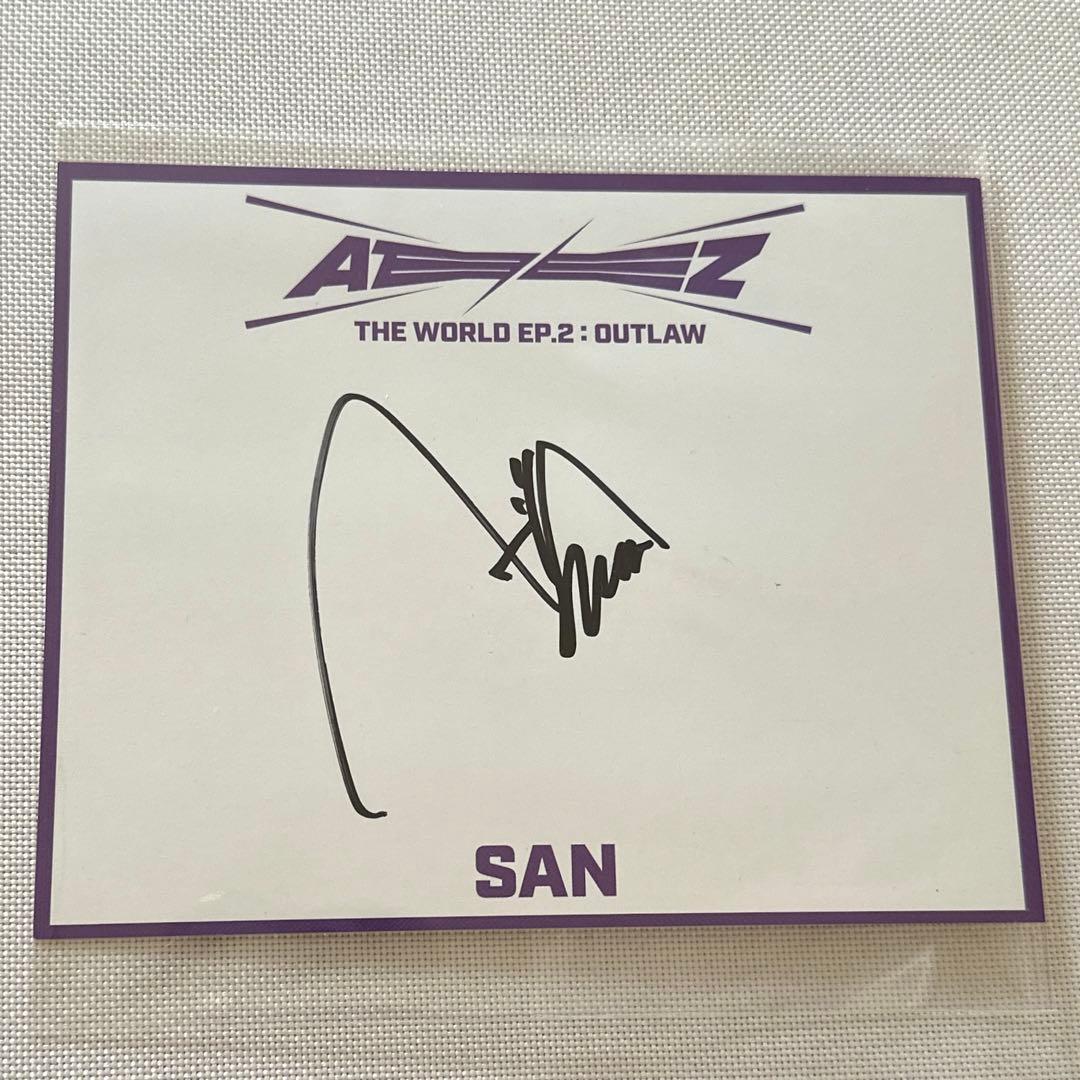 ATEEZ
THE WORLD EP.2 : OUTLAW
SAN